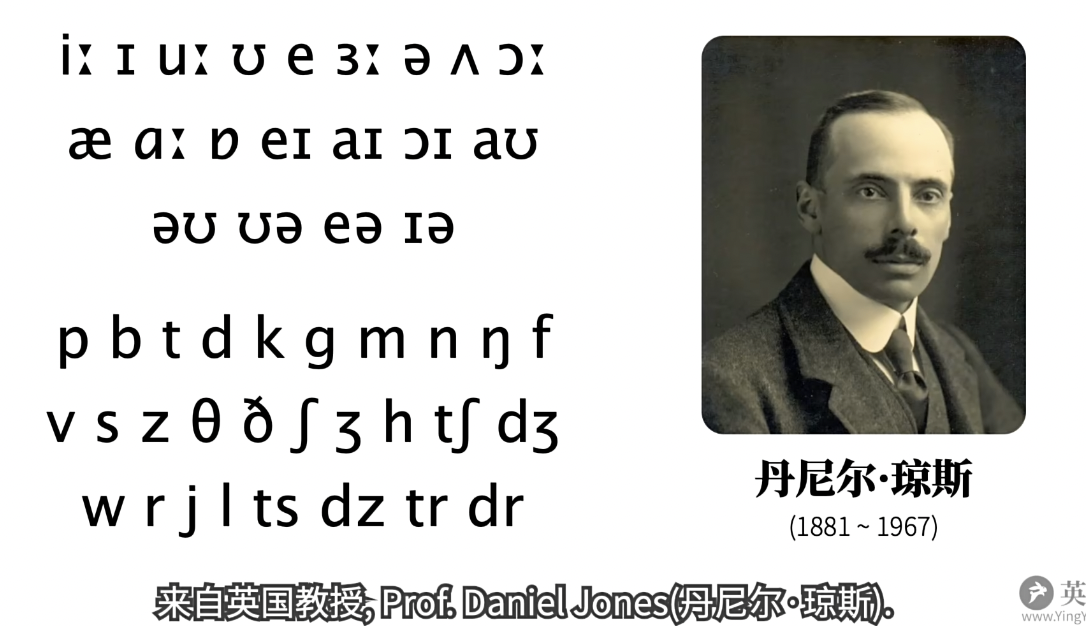 iː ɪ uː ʊ e ɜː ə ʌ ɔː
æ ɑː ɒ eɪ aɪ ɔɪ aʊ
əʊ ʊə eə ɪə
p b t d k g m n ŋ f
v s z θ ð ʃ ʒ h tʃ dʒ
w r j l ts dz tr dr
丹尼尔·琼斯
(1881 ~ 1967)
来自英国教授, Prof. Daniel Jones(丹尼尔·琼斯).
英
www.YingY